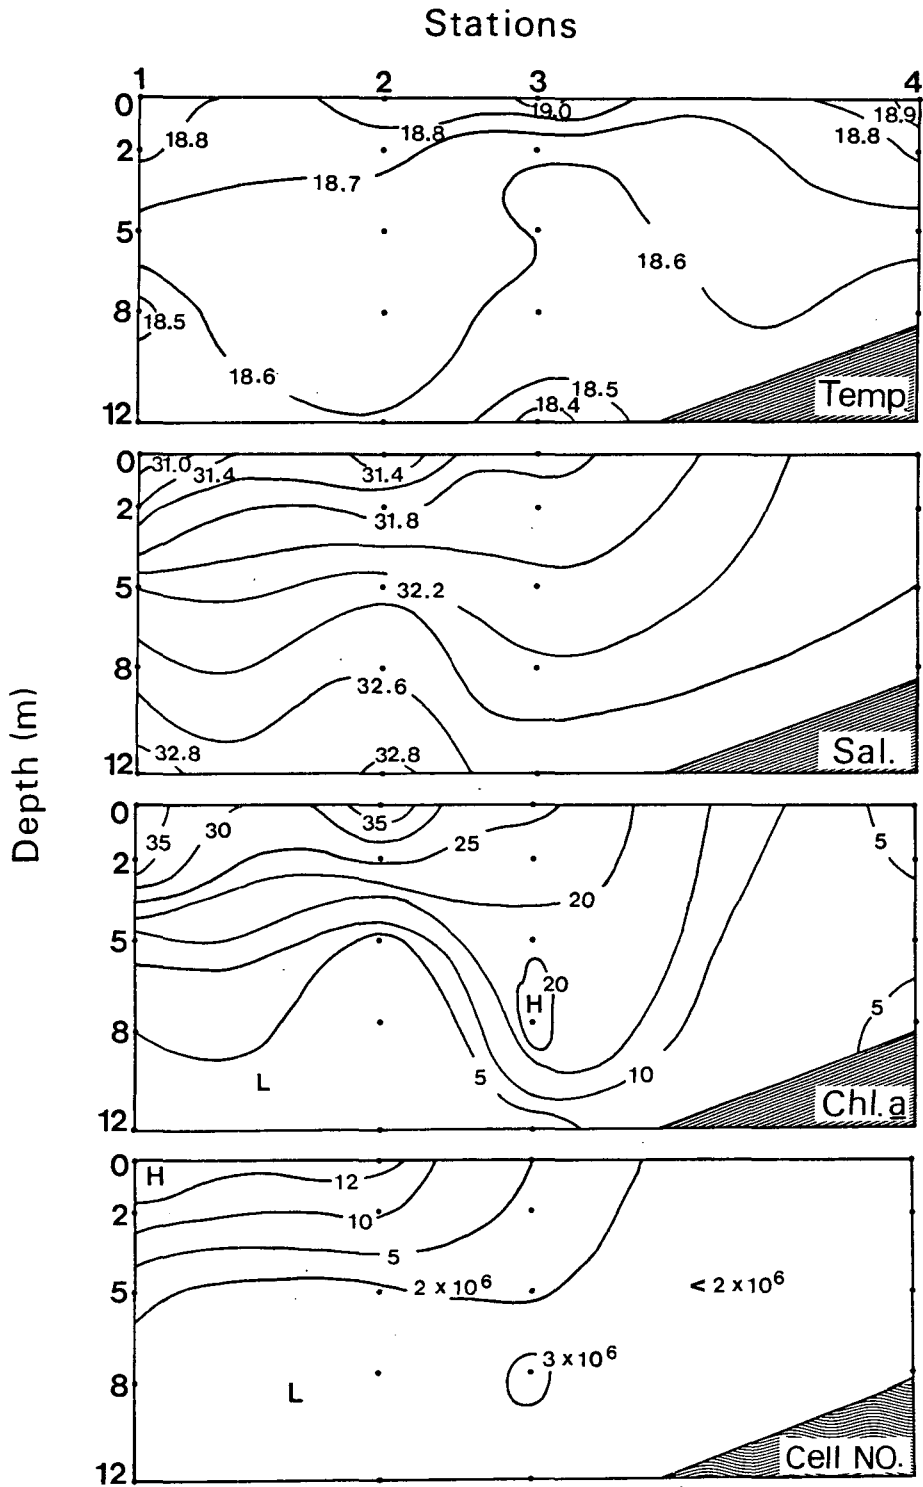 Stations
1 2 3 4
0 19.0 18.9
18.8 18.8 18.8
2
18.7
5
18.6
8 18.5
18.6 18.5
12 18.4 Temp.
0 31.0 31.4 31.4
2 31.8
5 32.2
8
32.6
12 32.8 32.8 Sal.
Depth (m)
0 35 30 35 25 5
2
20
5
20
H
8 5
L 5 10
12 Chl.a
0 H 12
2 10
5
5 2 x 10⁶ < 2 x 10⁶
3 x 10⁶
8 L
12 Cell NO.